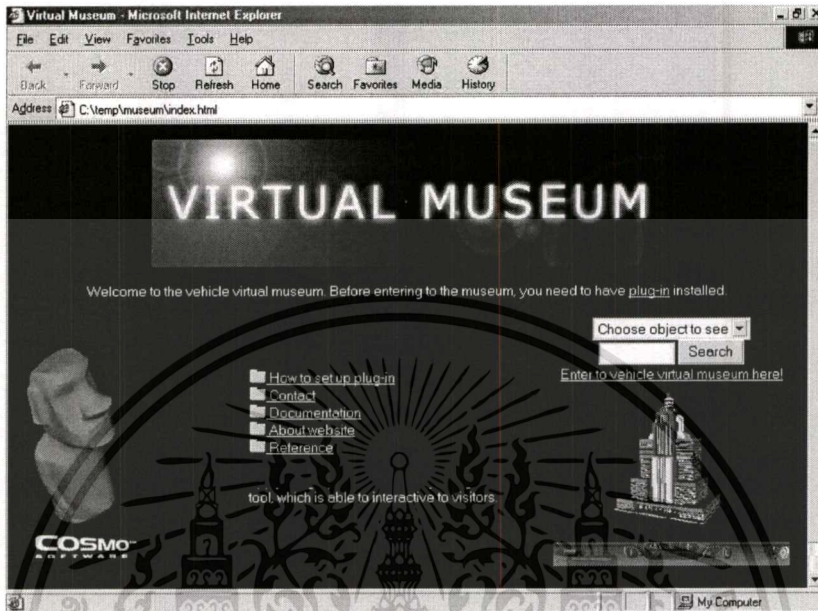 Virtual Museum - Microsoft Internet Explorer
File Edit View Favorites Tools Help
Back Forward Stop Refresh Home Search Favorites Media History
Address C:\temp\museum\index.html
VIRTUAL MUSEUM
Welcome to the vehicle virtual museum. Before entering to the museum, you need to have plug-in installed.
Choose object to see
Search
Enter to vehicle virtual museum here!
How to set up plug-in
Contact
Documentation
About website
Reference
tool, which is able to interactive to visitors.
COSMO
SOFTWARE
My Computer